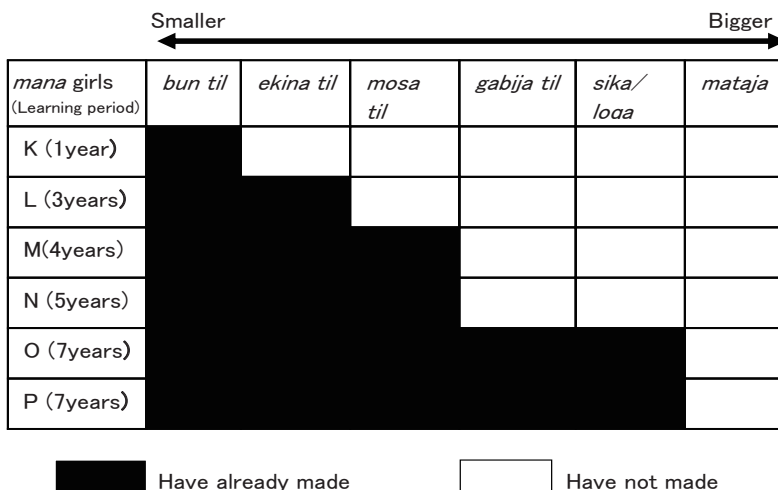 Smaller Bigger
mana girls bun til ekina til mosa gabija til sika/ mataja
(Learning period) til loga
K (1year)
L (3years)
M(4years)
N (5years)
O (7years)
P (7years)
Have already made Have not made